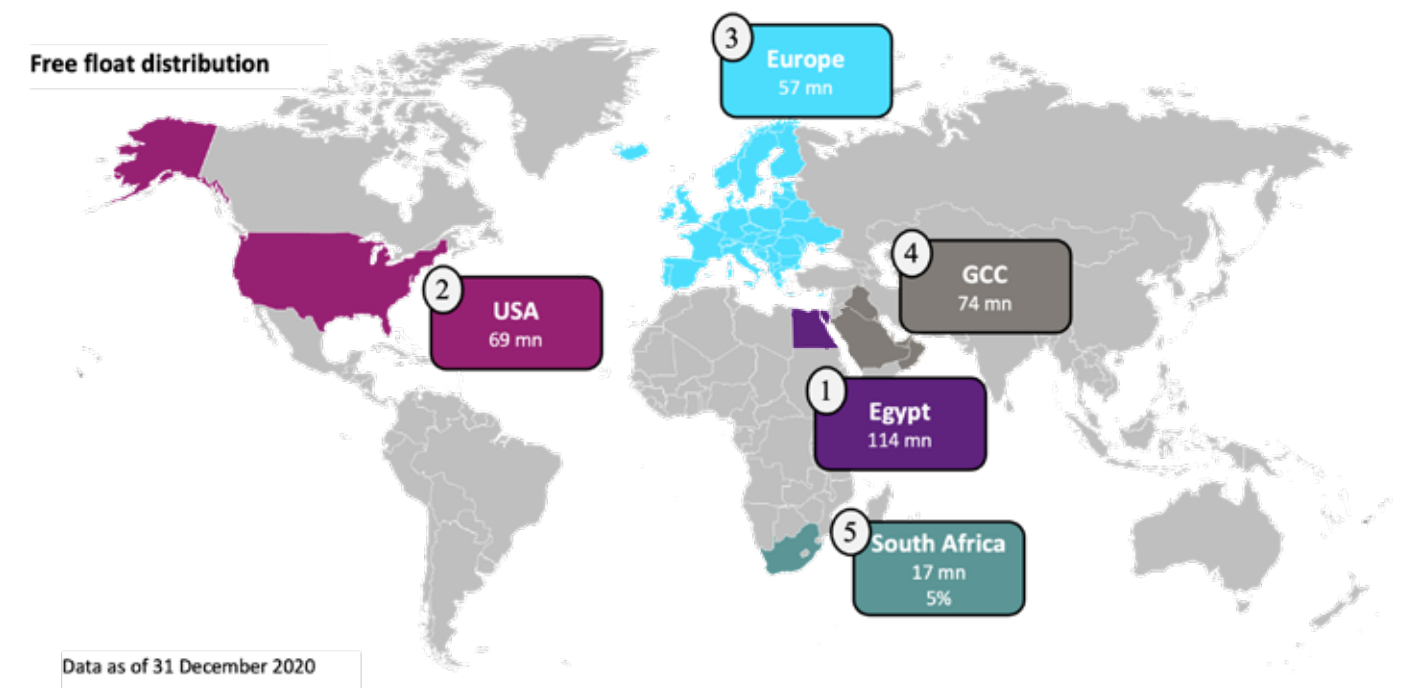 Free float distribution
3
Europe
57 mn
4
GCC
74 mn
2
USA
69 mn
1
Egypt
114 mn
5
South Africa
17 mn
5%
Data as of 31 December 2020